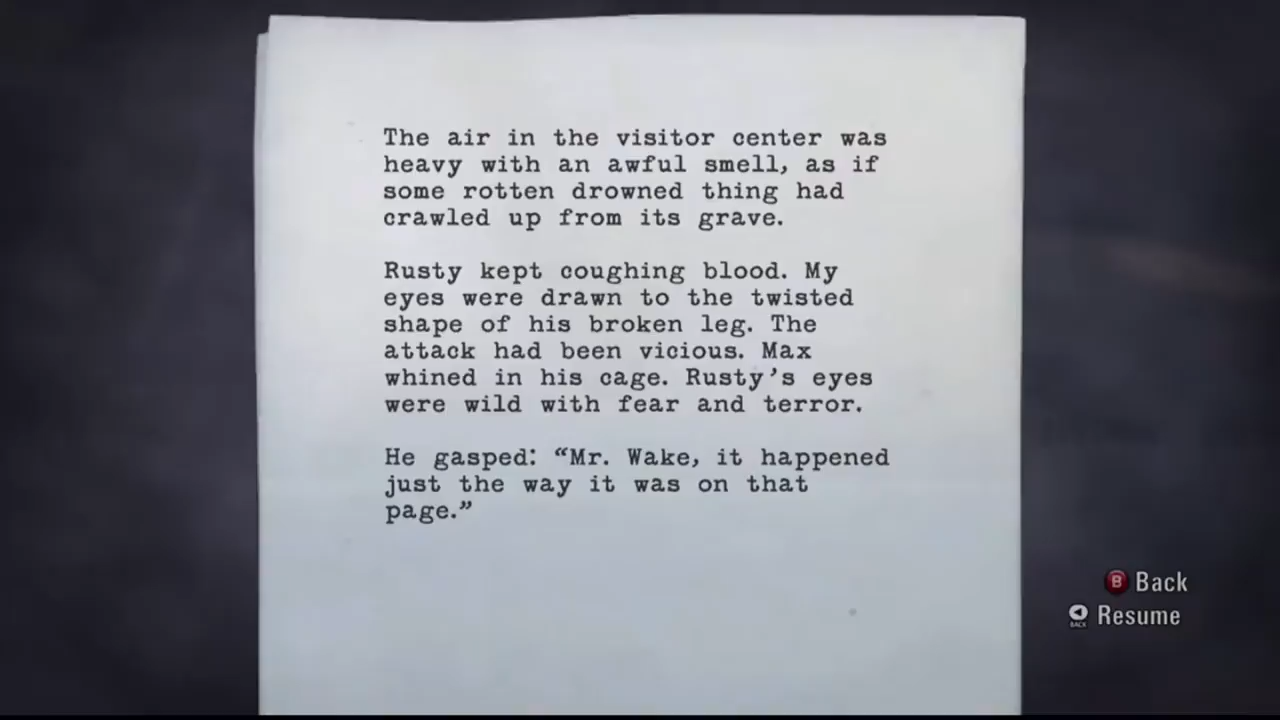 The air in the visitor center was
heavy with an awful smell, as if
some rotten drowned thing had
crawled up from its grave.
Rusty kept coughing blood. My
eyes were drawn to the twisted
shape of his broken leg. The
attack had been vicious. Max
whined in his cage. Rusty’s eyes
were wild with fear and terror.
He gasped: “Mr. Wake, it happened
just the way it was on that
page.”
B Back
BACK Resume